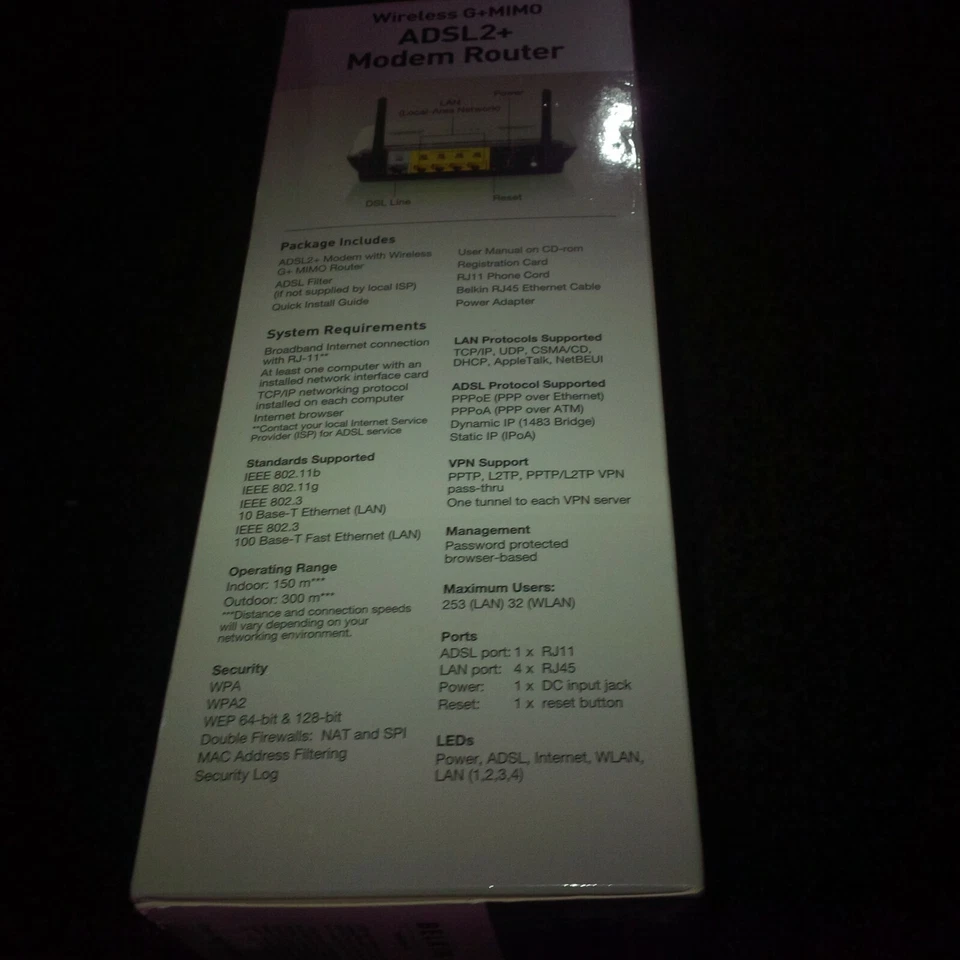 Wireless G+MIMO
ADSL2+
Modem Router
Power
LAN
(Local Area Network)
DSL Line
Reset
Package Includes
ADSL2+ Modem with Wireless
G+ MIMO Router
ADSL Filter
(if not supplied by local ISP)
Quick Install Guide
User Manual on CD-rom
Registration Card
RJ11 Phone Cord
Belkin RJ45 Ethernet Cable
Power Adapter
System Requirements
Broadband Internet connection
with RJ-11**
At least one computer with an
installed network interface card
TCP/IP networking protocol
installed on each computer
Internet browser
**Contact your local Internet Service
Provider (ISP) for ADSL service
Standards Supported
IEEE 802.11b
IEEE 802.11g
IEEE 802.3
10 Base-T Ethernet (LAN)
IEEE 802.3
100 Base-T Fast Ethernet (LAN)
Operating Range
Indoor: 150 m***
Outdoor: 300 m***
***Distance and connection speeds
will vary depending on your
networking environment.
Security
WPA
WPA2
WEP 64-bit & 128-bit
Double Firewalls: NAT and SPI
MAC Address Filtering
Security Log
LAN Protocols Supported
TCP/IP, UDP, CSMA/CD,
DHCP, AppleTalk, NetBEUI
ADSL Protocol Supported
PPPoE (PPP over Ethernet)
PPPoA (PPP over ATM)
Dynamic IP (1483 Bridge)
Static IP (IPoA)
VPN Support
PPTP, L2TP, PPTP/L2TP VPN
pass-thru
One tunnel to each VPN server
Management
Password protected
browser-based
Maximum Users:
253 (LAN) 32 (WLAN)
Ports
ADSL port: 1 x RJ11
LAN port: 4 x RJ45
Power: 1 x DC input jack
Reset: 1 x reset button
LEDs
Power, ADSL, Internet, WLAN,
LAN (1,2,3,4)